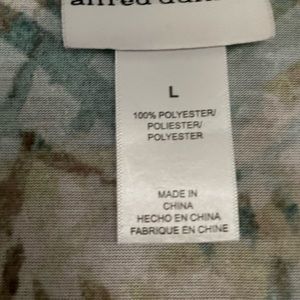 alfred
L
100% POLYESTER/
POLIESTER/
POLYESTER
MADE IN
CHINA
HECHO EN CHINA
FABRIQUE EN CHINE